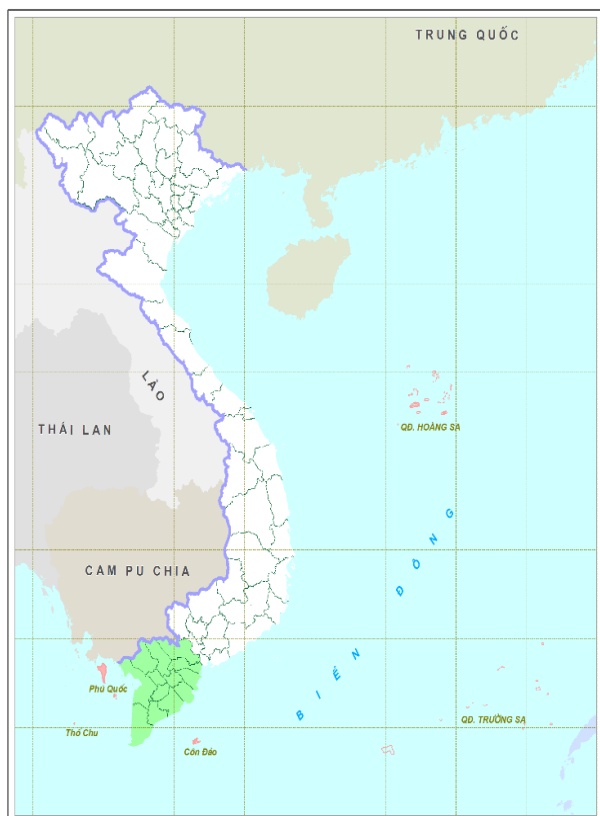 TRUNG QUỐC
LÀO
THÁI LAN
QĐ. HOÀNG SA
CAM PU CHIA
BIỂN ĐÔNG
Phú Quốc
QĐ. TRƯỜNG SA
Thổ Chu
Côn Đảo